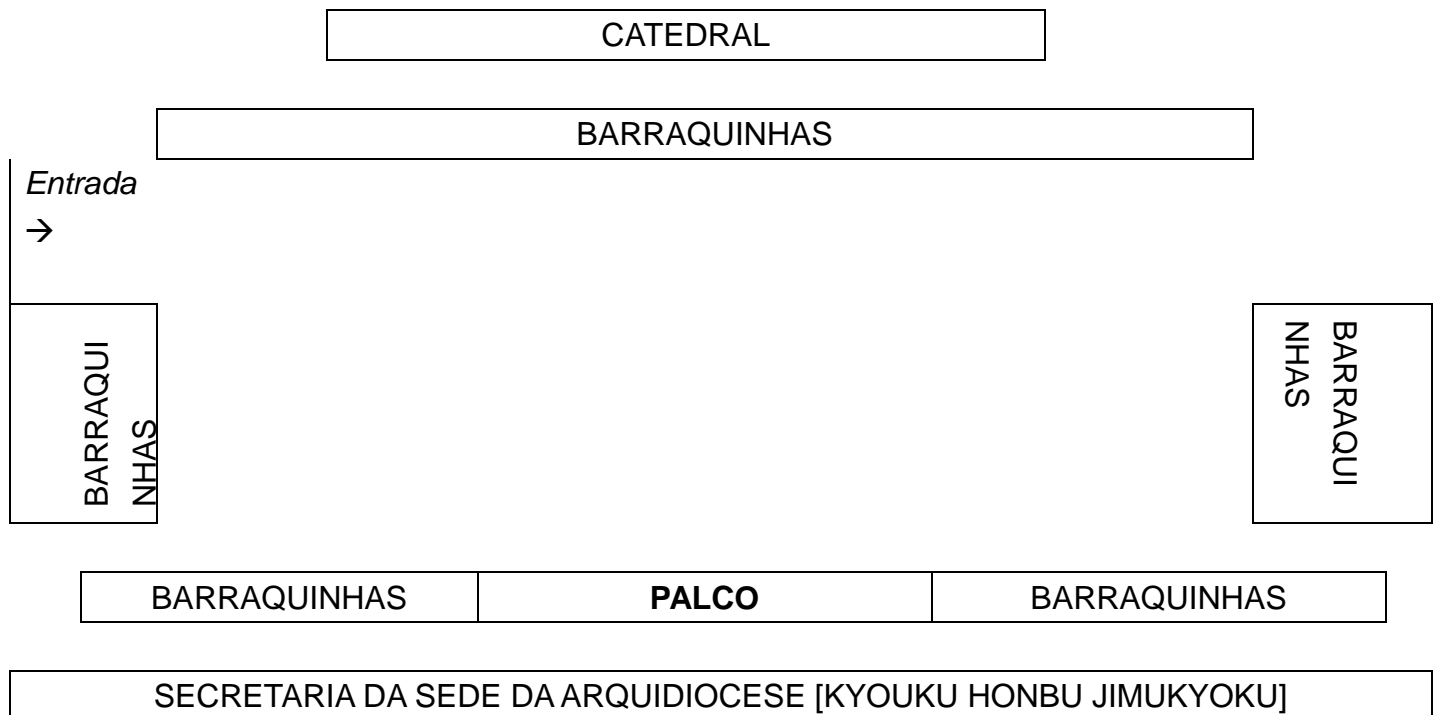 CATEDRAL
BARRAQUINHAS
Entrada
→
BARRAQUI
NHAS
BARRAQUI
NHAS
BARRAQUINHAS PALCO BARRAQUINHAS
SECRETARIA DA SEDE DA ARQUIDIOCESE [KYOUKU HONBU JIMUKYOKU]